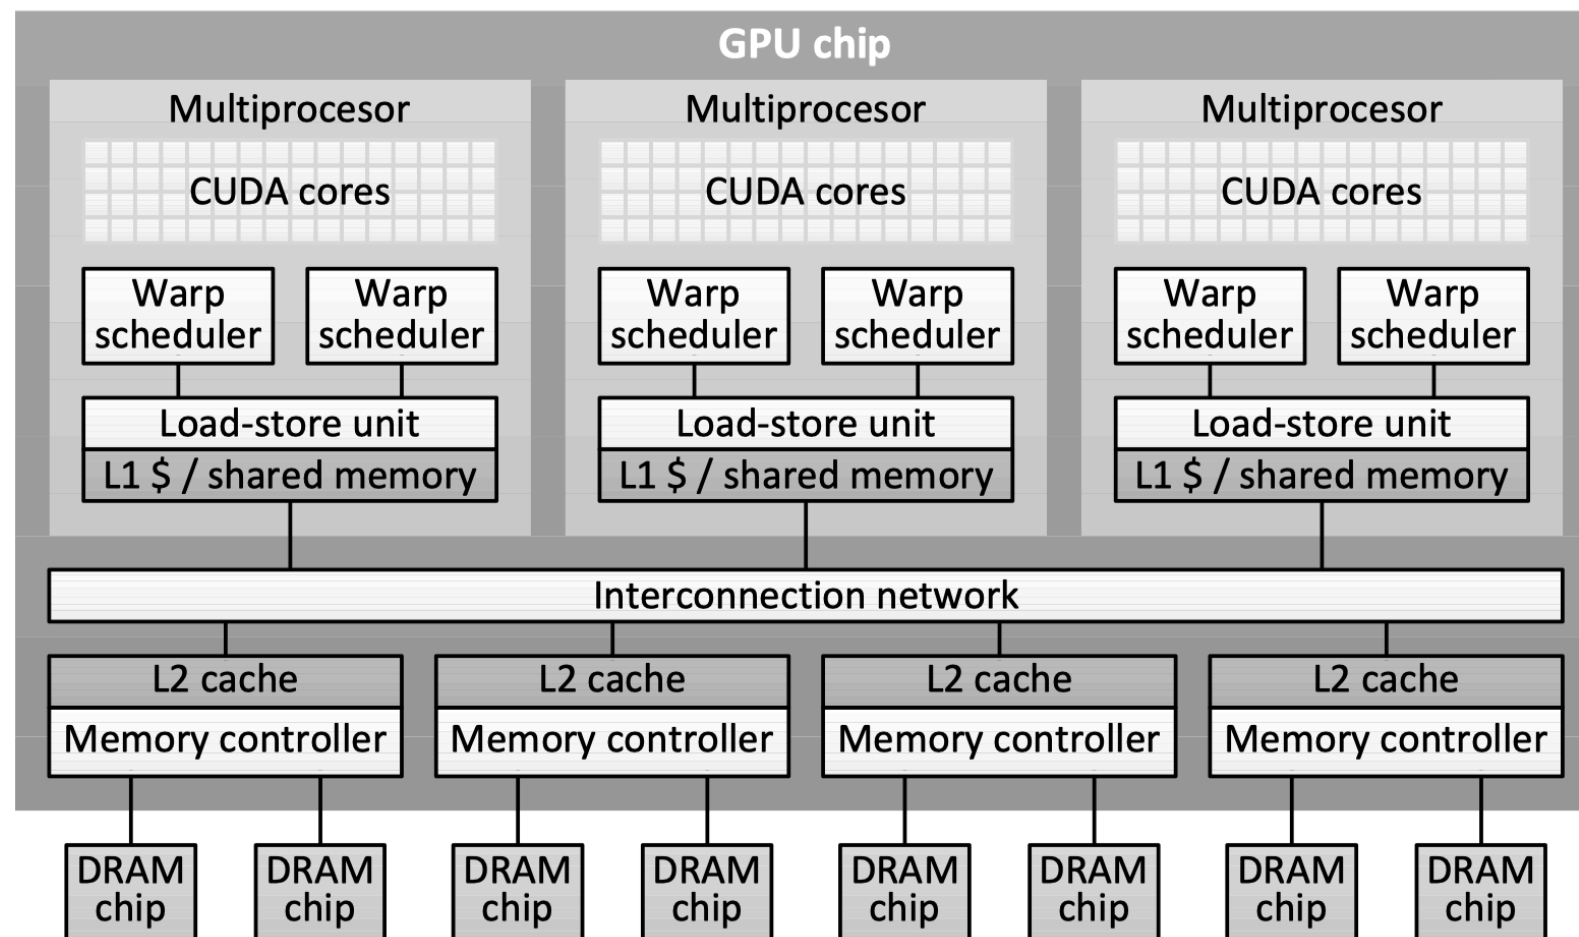 GPU chip
Multiprocesor Multiprocesor Multiprocesor
CUDA cores CUDA cores CUDA cores
Warp Warp Warp Warp Warp Warp
scheduler scheduler scheduler scheduler scheduler scheduler
Load-store unit Load-store unit Load-store unit
L1 $ / shared memory L1 $ / shared memory L1 $ / shared memory
Interconnection network
L2 cache L2 cache L2 cache L2 cache
Memory controller Memory controller Memory controller Memory controller
DRAM DRAM DRAM DRAM DRAM DRAM DRAM DRAM
chip chip chip chip chip chip chip chip